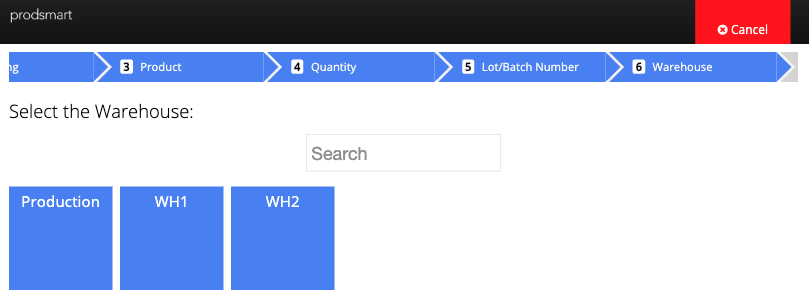 prodsmart
Cancel
ng 3 Product 4 Quantity 5 Lot/Batch Number 6 Warehouse
Select the Warehouse:
Search
Production WH1 WH2